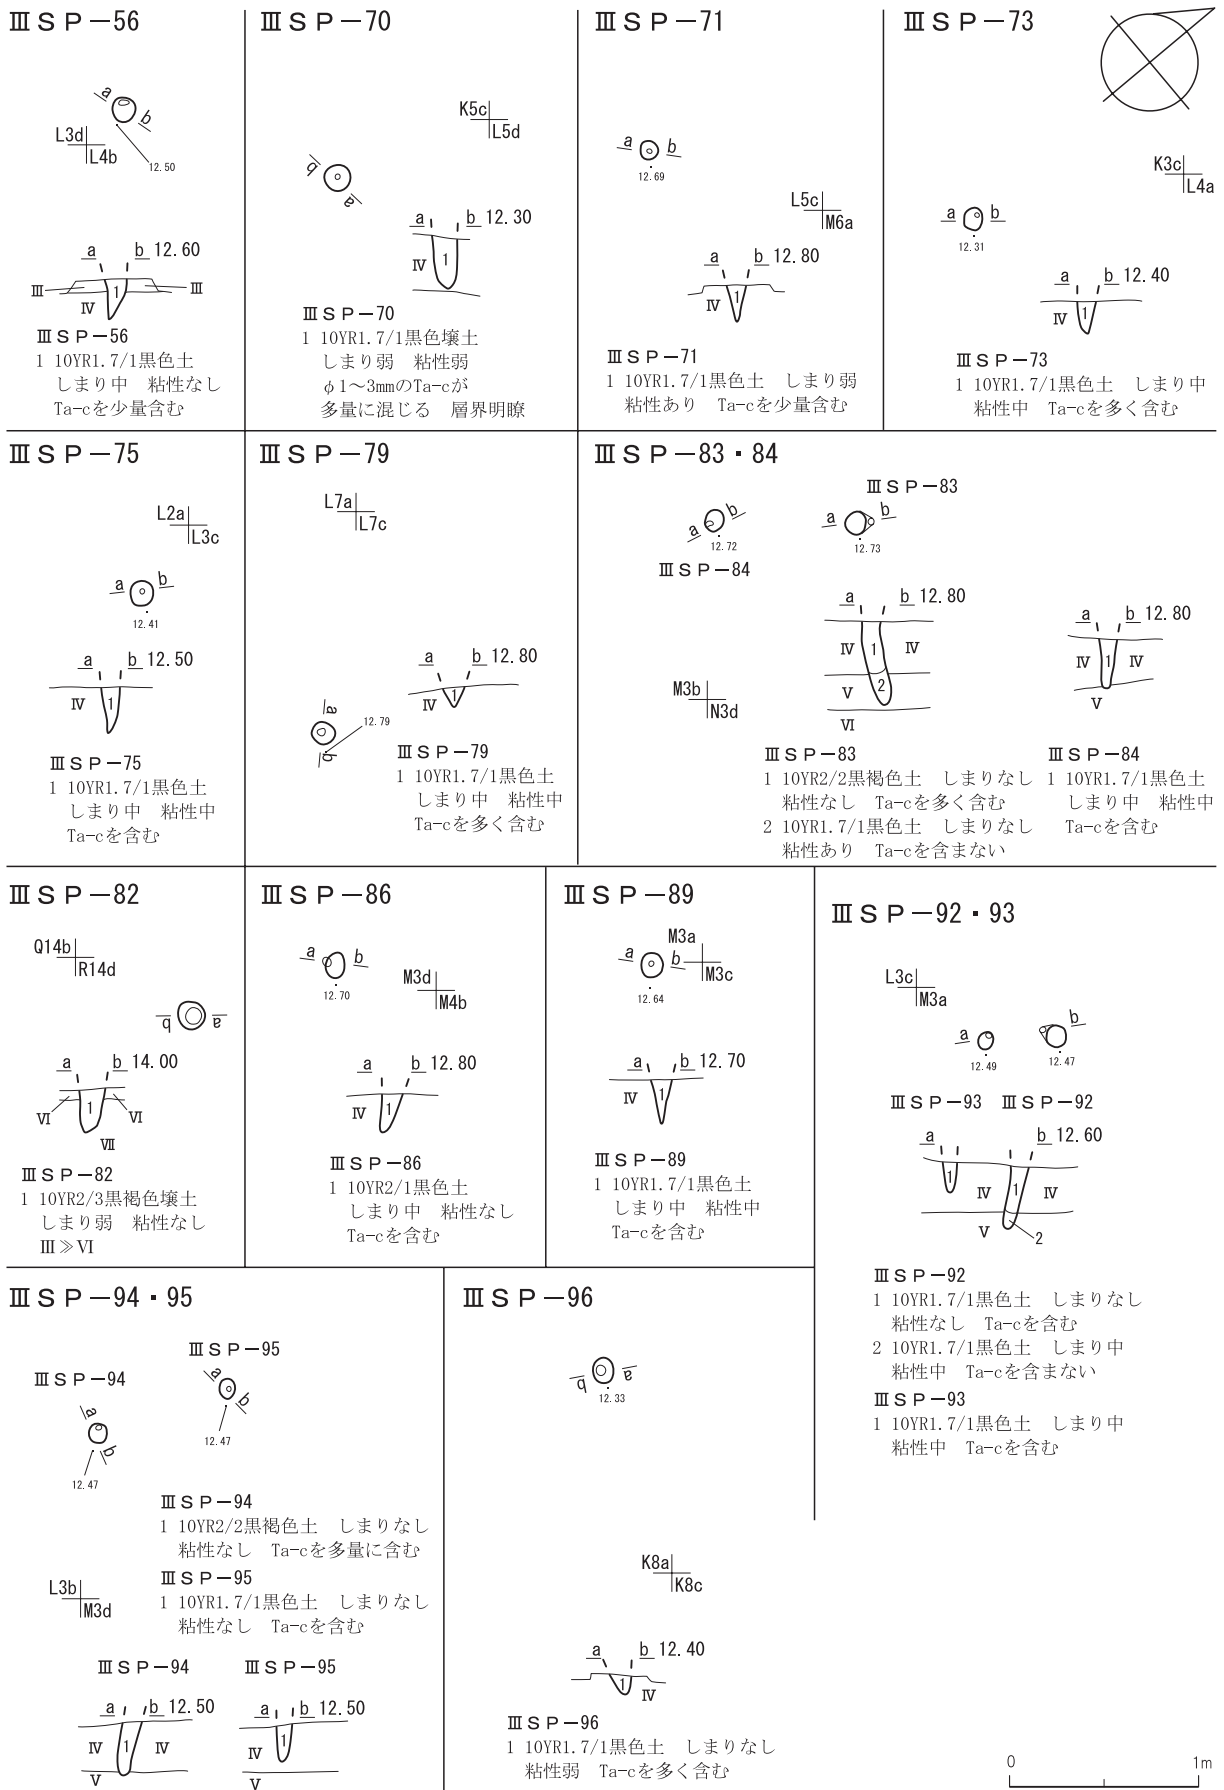 ⅢＳＰ－56
a
b
L3d
L4b
12.50
a b 12.60
Ⅲ Ⅲ
Ⅳ 1
ⅢＳＰ－56
1 10YR1.7/1黒色土
しまり中 粘性なし
Ta-cを少量含む
ⅢＳＰ－70
K5c
L5d
b
a
a b 12.30
Ⅳ 1
ⅢＳＰ－70
1 10YR1.7/1黒色壌土
しまり弱 粘性弱
φ1～3mmのTa-cが
多量に混じる 層界明瞭
ⅢＳＰ－71
a b
12.69
L5c
M6a
a b 12.80
Ⅳ 1
ⅢＳＰ－71
1 10YR1.7/1黒色土 しまり弱
粘性あり Ta-cを少量含む
ⅢＳＰ－73
K3c
L4a
a b
12.31
a b 12.40
Ⅳ 1
ⅢＳＰ－73
1 10YR1.7/1黒色土 しまり中
粘性中 Ta-cを多く含む
ⅢＳＰ－75
L2a
L3c
a b
12.41
a b 12.50
Ⅳ 1
ⅢＳＰ－75
1 10YR1.7/1黒色土
しまり中 粘性中
Ta-cを含む
ⅢＳＰ－79
L7a
L7c
a
b
12.79
a b 12.80
Ⅳ 1
ⅢＳＰ－79
1 10YR1.7/1黒色土
しまり中 粘性中
Ta-cを多く含む
ⅢＳＰ－83・84
ⅢＳＰ－83
a b
12.72
a b
12.73
ⅢＳＰ－84
M3b
N3d
a b 12.80
Ⅳ 1 Ⅳ
Ⅴ 2
Ⅵ
a b 12.80
Ⅳ 1 Ⅳ
Ⅴ
ⅢＳＰ－83
1 10YR2/2黒褐色土 しまりなし
粘性なし Ta-cを多く含む
2 10YR1.7/1黒色土 しまりなし
粘性あり Ta-cを含まない
ⅢＳＰ－84
1 10YR1.7/1黒色土
しまり中 粘性中
Ta-cを含む
ⅢＳＰ－82
Q14b
R14d
b a
a b 14.00
Ⅵ 1 Ⅵ
Ⅶ
ⅢＳＰ－82
1 10YR2/3黒褐色壌土
しまり弱 粘性なし
Ⅲ≫Ⅵ
ⅢＳＰ－86
a b
12.70
M3d
M4b
a b 12.80
Ⅳ 1
ⅢＳＰ－86
1 10YR2/1黒色土
しまり中 粘性なし
Ta-cを含む
ⅢＳＰ－89
M3a
M3c
a b
12.64
a b 12.70
Ⅳ 1
ⅢＳＰ－89
1 10YR1.7/1黒色土
しまり中 粘性中
Ta-cを含む
ⅢＳＰ－92・93
L3c
M3a
a b
12.49 12.47
ⅢＳＰ－93 ⅢＳＰ－92
a b 12.60
1 Ⅳ 1 Ⅳ
Ⅴ 2
ⅢＳＰ－92
1 10YR1.7/1黒色土 しまりなし
粘性なし Ta-cを含む
2 10YR1.7/1黒色土 しまり中
粘性中 Ta-cを含まない
ⅢＳＰ－93
1 10YR1.7/1黒色土 しまり中
粘性中 Ta-cを含む
ⅢＳＰ－94・95
ⅢＳＰ－95
a
b
12.47
ⅢＳＰ－94
a
b
12.47
ⅢＳＰ－94
1 10YR2/2黒褐色土 しまりなし
粘性なし Ta-cを多量に含む
ⅢＳＰ－95
1 10YR1.7/1黒色土 しまりなし
粘性なし Ta-cを含む
L3b
M3d
ⅢＳＰ－94
a b 12.50
Ⅳ 1 Ⅳ
Ⅴ
ⅢＳＰ－95
a b 12.50
Ⅳ 1
Ⅴ
ⅢＳＰ－96
b a
12.33
K8a
K8c
a b 12.40
1 Ⅳ
ⅢＳＰ－96
1 10YR1.7/1黒色土 しまりなし
粘性弱 Ta-cを多く含む
0 1m